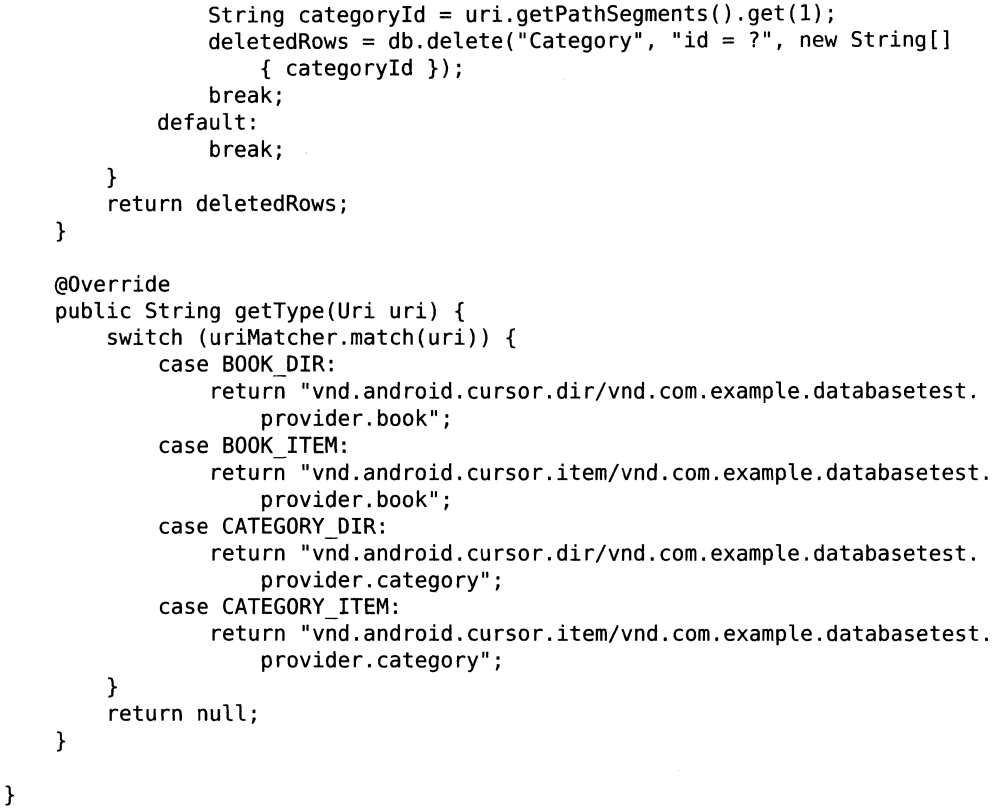 String categoryId = uri.getPathSegments().get(1);
deletedRows = db.delete("Category", "id = ?", new String[]
{ categoryId });
break;
default:
break;
}
return deletedRows;
}
@Override
public String getType(Uri uri) {
switch (uriMatcher.match(uri)) {
case BOOK_DIR:
return "vnd.android.cursor.dir/vnd.com.example.databasetest.
provider.book";
case BOOK_ITEM:
return "vnd.android.cursor.item/vnd.com.example.databasetest.
provider.book";
case CATEGORY_DIR:
return "vnd.android.cursor.dir/vnd.com.example.databasetest.
provider.category";
case CATEGORY_ITEM:
return "vnd.android.cursor.item/vnd.com.example.databasetest.
provider.category";
}
return null;
}
}